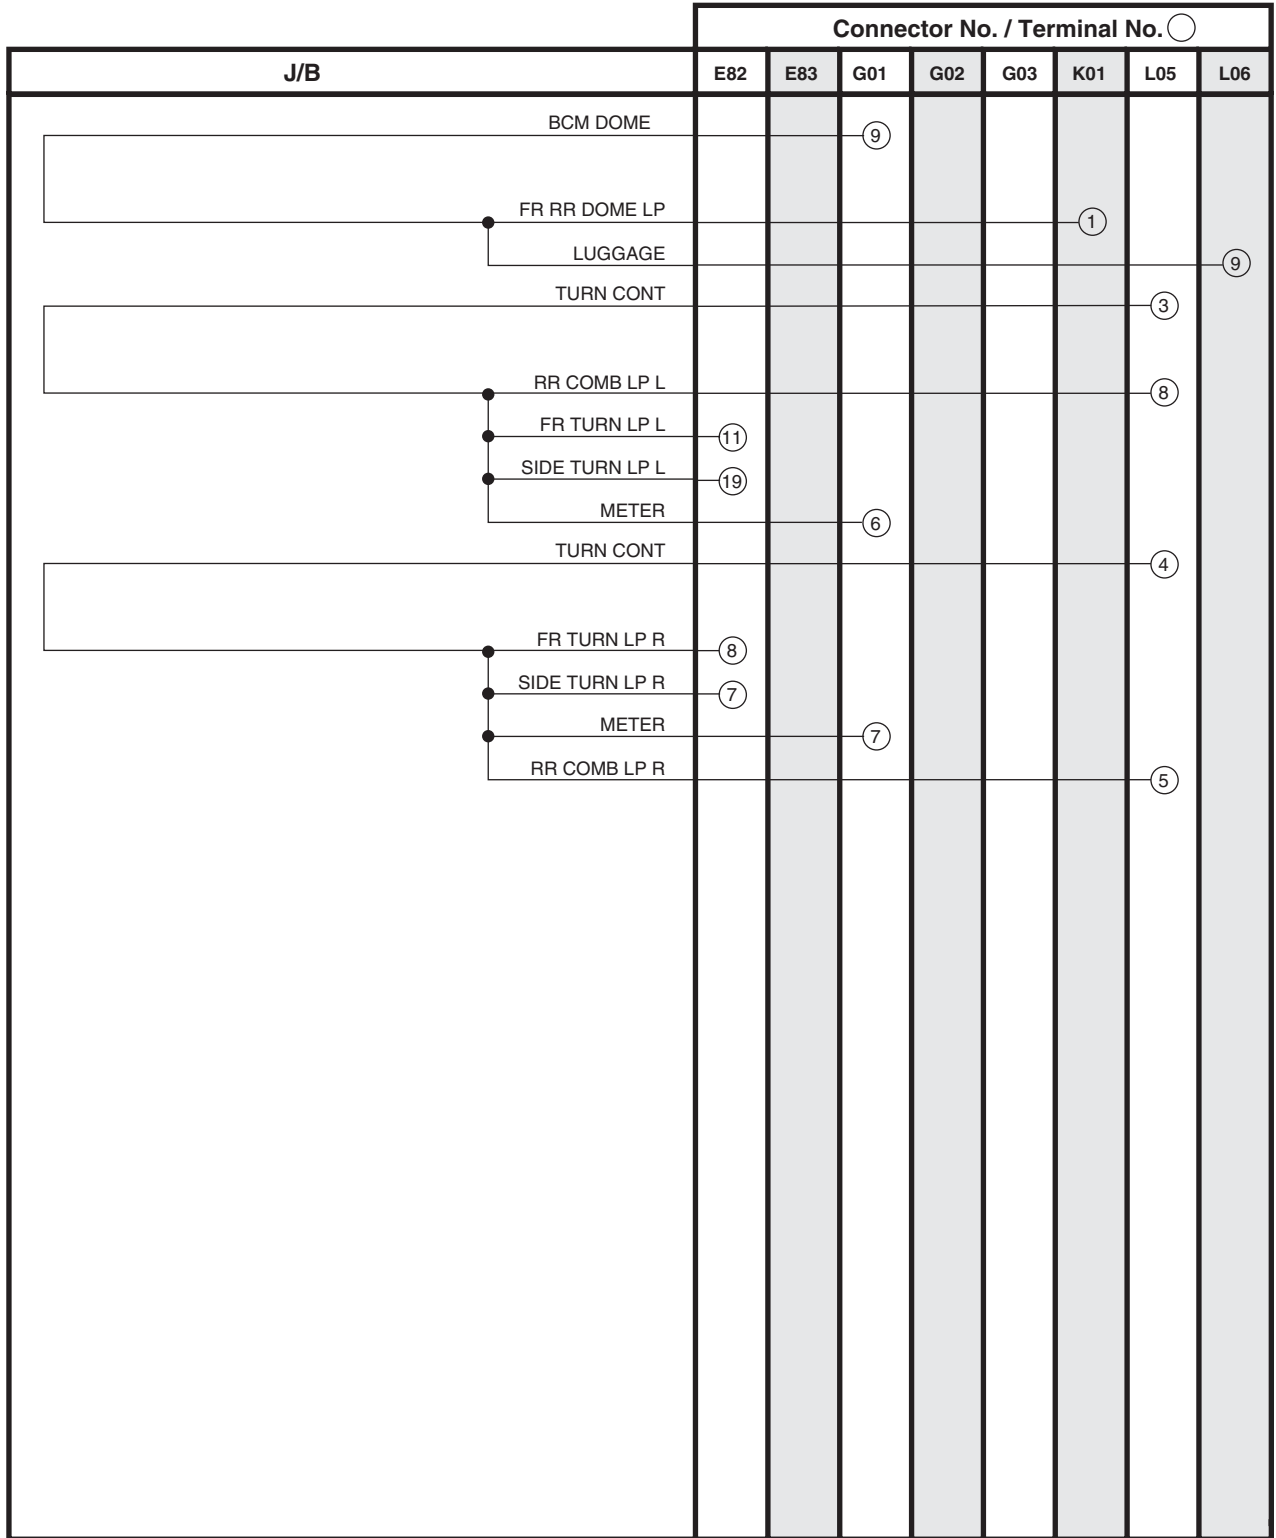 Connector No. / Terminal No.
J/B E82 E83 G01 G02 G03 K01 L05 L06
BCM DOME 9
FR RR DOME LP 1
LUGGAGE 9
TURN CONT 3
RR COMB LP L 8
FR TURN LP L 11
SIDE TURN LP L 19
METER 6
TURN CONT 4
FR TURN LP R 8
SIDE TURN LP R 7
METER 7
RR COMB LP R 5